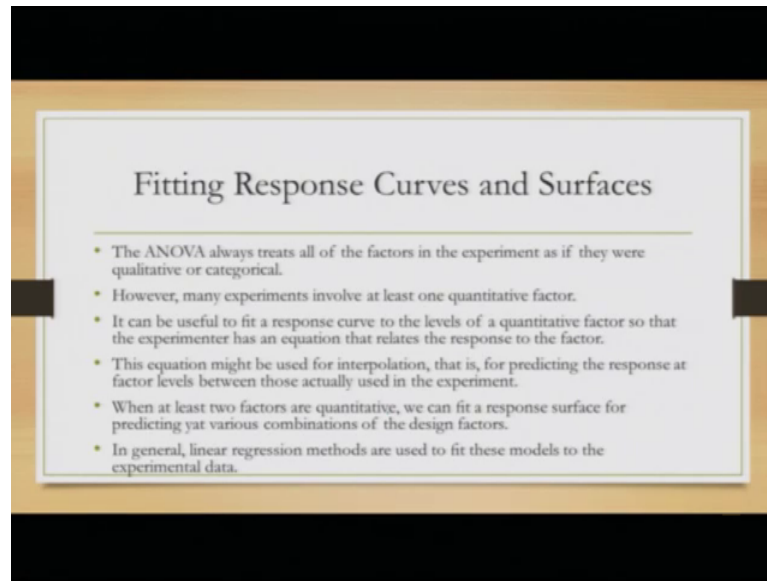 Fitting Response Curves and Surfaces
• The ANOVA always treats all of the factors in the experiment as if they were
qualitative or categorical.
• However, many experiments involve at least one quantitative factor.
• It can be useful to fit a response curve to the levels of a quantitative factor so that
the experimenter has an equation that relates the response to the factor.
• This equation might be used for interpolation, that is, for predicting the response at
factor levels between those actually used in the experiment.
• When at least two factors are quantitative, we can fit a response surface for
predicting yat various combinations of the design factors.
• In general, linear regression methods are used to fit these models to the
experimental data.